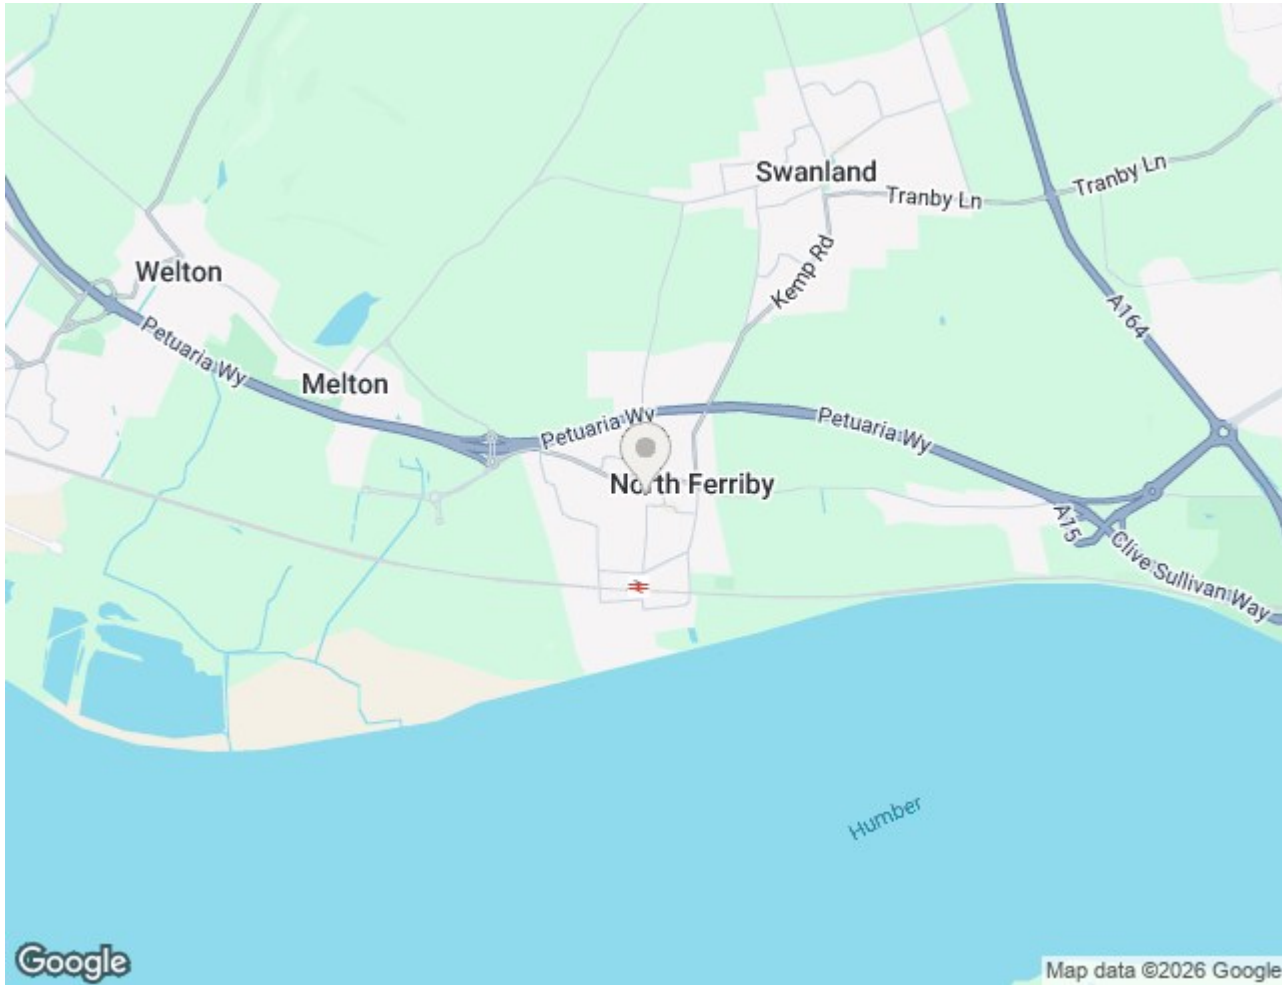 Swanland
Tranby Ln
Tranby Ln
Welton
Kemp Rd
A164
Petuaria Wy
Melton
Petuaria Wy
Petuaria Wy
North Ferriby
A15
Clive Sullivan Way
Humber
Google
Map data ©2026 Google